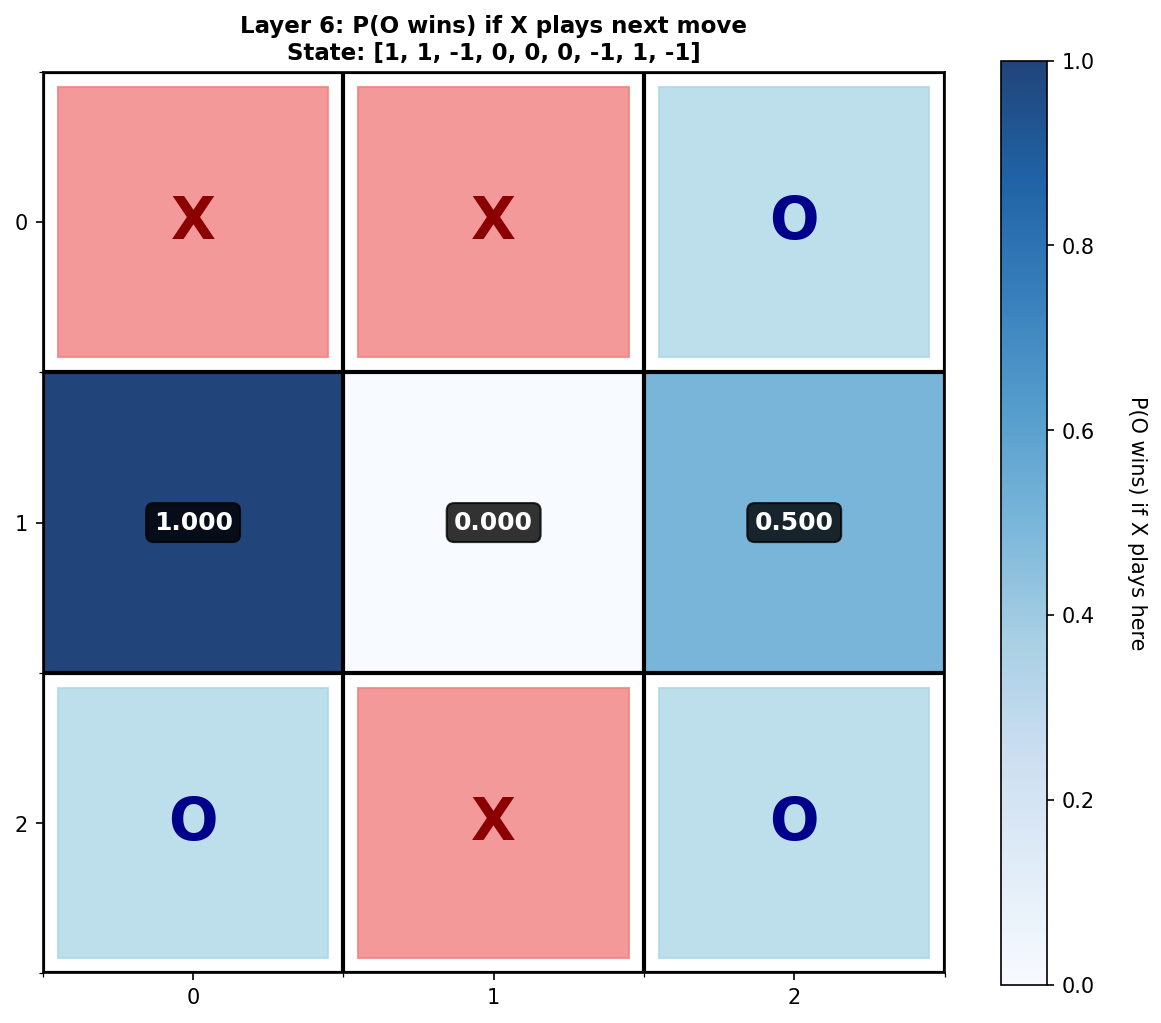 Layer 6: P(O wins) if X plays next move
State: [1, 1, -1, 0, 0, 0, -1, 1, -1]
0
X
X
O
1
1.000
0.000
0.500
2
O
X
O
0
1
2
1.0
0.8
0.6
0.4
0.2
0.0
P(O wins) if X plays here